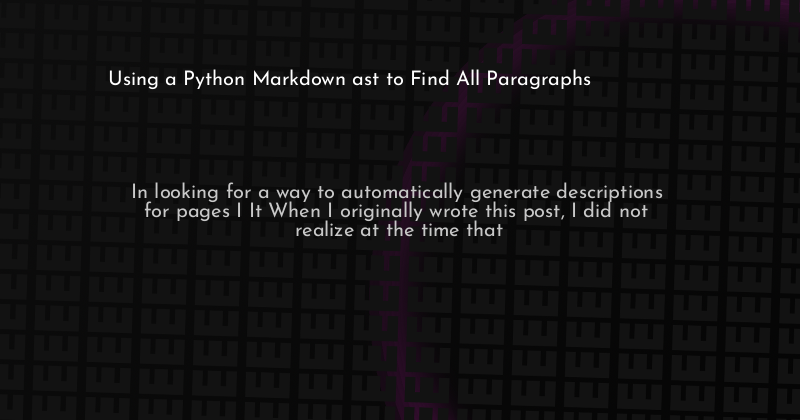 Using a Python Markdown ast to Find All Paragraphs
In looking for a way to automatically generate descriptions
for pages I It When I originally wrote this post, I did not
realize at the time that